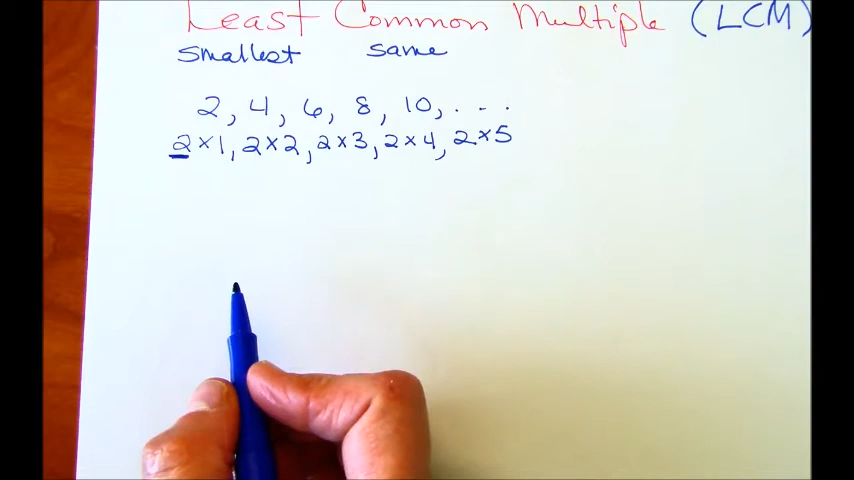 Least Common Multiple (LCM)
smallest same
2, 4, 6, 8, 10, . . .
2×1, 2×2, 2×3, 2×4, 2×5